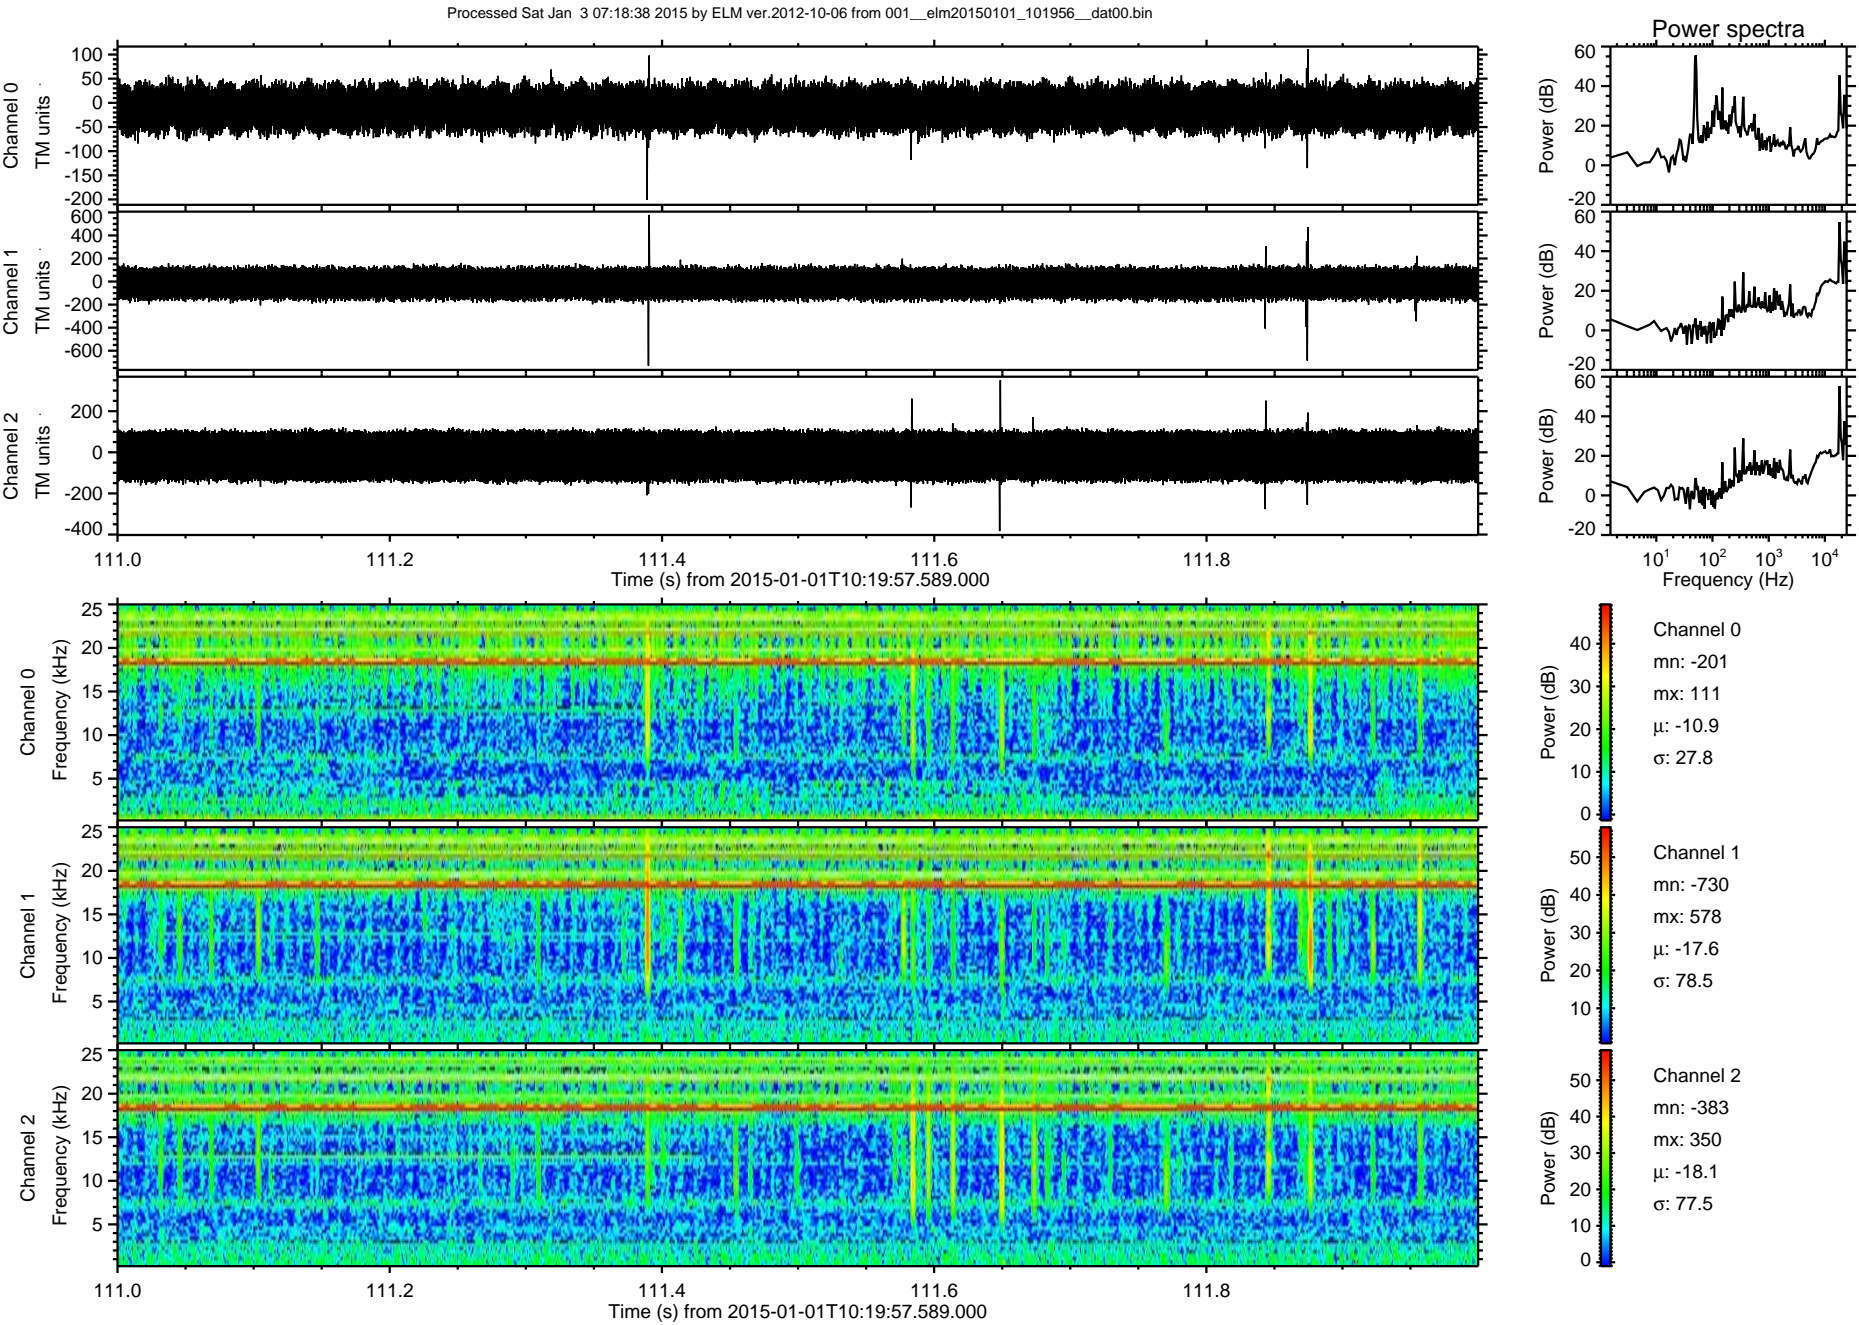 Processed Sat Jan  3 07:18:38 2015 by ELM ver.2012-10-06 from 001__elm20150101_101956__dat00.bin
Power spectra
Channel 0
TM units
100
50
0
-50
-100
-150
-200
Power (dB)
60
40
20
0
-20
Channel 1
TM units
600
400
200
0
-200
-400
-600
Power (dB)
60
40
20
0
-20
Channel 2
TM units
200
0
-200
-400
Power (dB)
60
40
20
0
-20
111.0 111.2 111.4 111.6 111.8
Time (s) from 2015-01-01T10:19:57.589.000
10¹ 10² 10³ 10⁴
Frequency (Hz)
Channel 0
Frequency (kHz)
25
20
15
10
5
Power (dB)
40
30
20
10
0
Channel 0
mn: -201
mx: 111
μ: -10.9
σ: 27.8
Channel 1
Frequency (kHz)
25
20
15
10
5
Power (dB)
50
40
30
20
10
Channel 1
mn: -730
mx: 578
μ: -17.6
σ: 78.5
Channel 2
Frequency (kHz)
25
20
15
10
5
Power (dB)
50
40
30
20
10
0
Channel 2
mn: -383
mx: 350
μ: -18.1
σ: 77.5
111.0 111.2 111.4 111.6 111.8
Time (s) from 2015-01-01T10:19:57.589.000